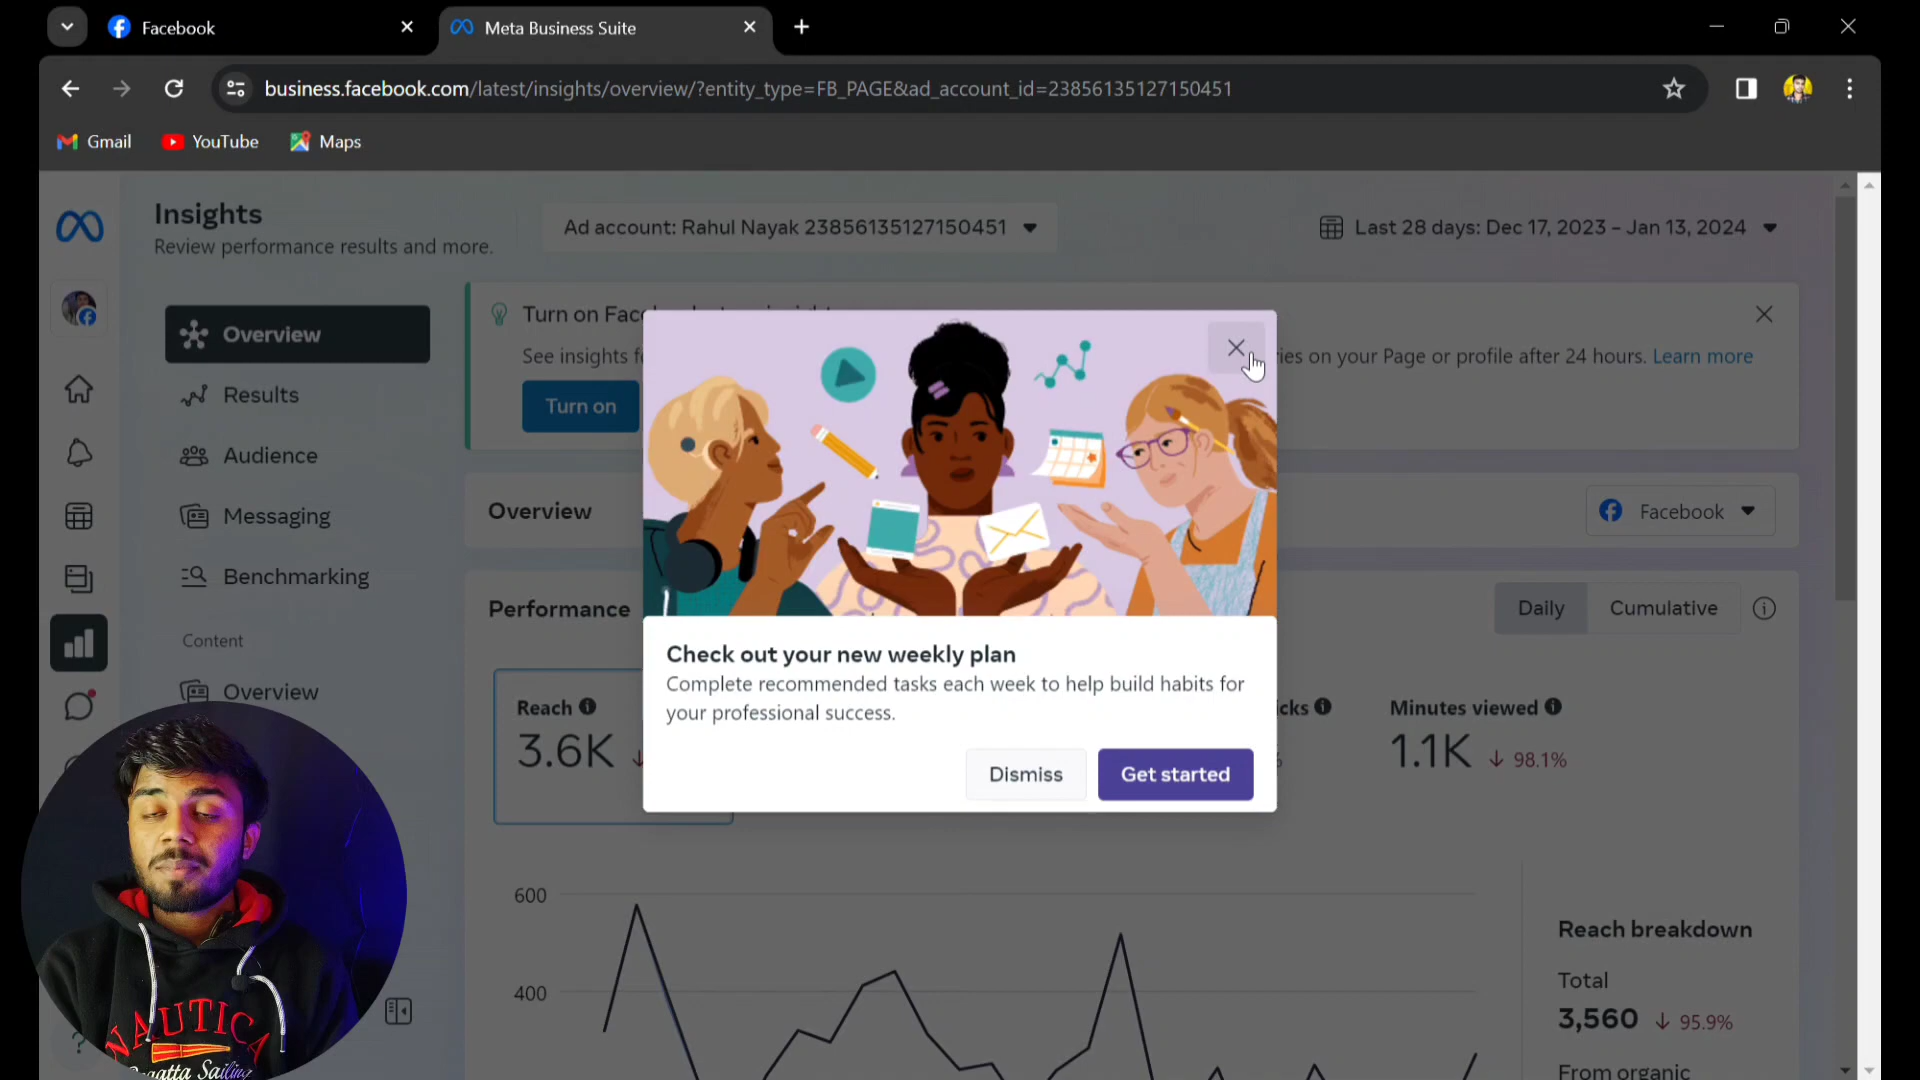 Facebook
Meta Business Suite
business.facebook.com/latest/insights/overview/?entity_type=FB_PAGE&ad_account_id=23856135127150451
Gmail
YouTube
Maps
Insights
Review performance results and more.
Ad account: Rahul Nayak 23856135127150451
Last 28 days: Dec 17, 2023 – Jan 13, 2024
Overview
Results
Audience
Messaging
Benchmarking
Content
Overview
Turn on
See insights
ries on your Page or profile after 24 hours. Learn more
Turn on
Overview
Facebook
Performance
Daily
Cumulative
Reach
3.6K
icks
Minutes viewed
1.1K ↓ 98.1%
Check out your new weekly plan
Complete recommended tasks each week to help build habits for
your professional success.
Dismiss
Get started
600
400
Reach breakdown
Total
3,560 ↓ 95.9%
From organic
NAUTICA
Sailing